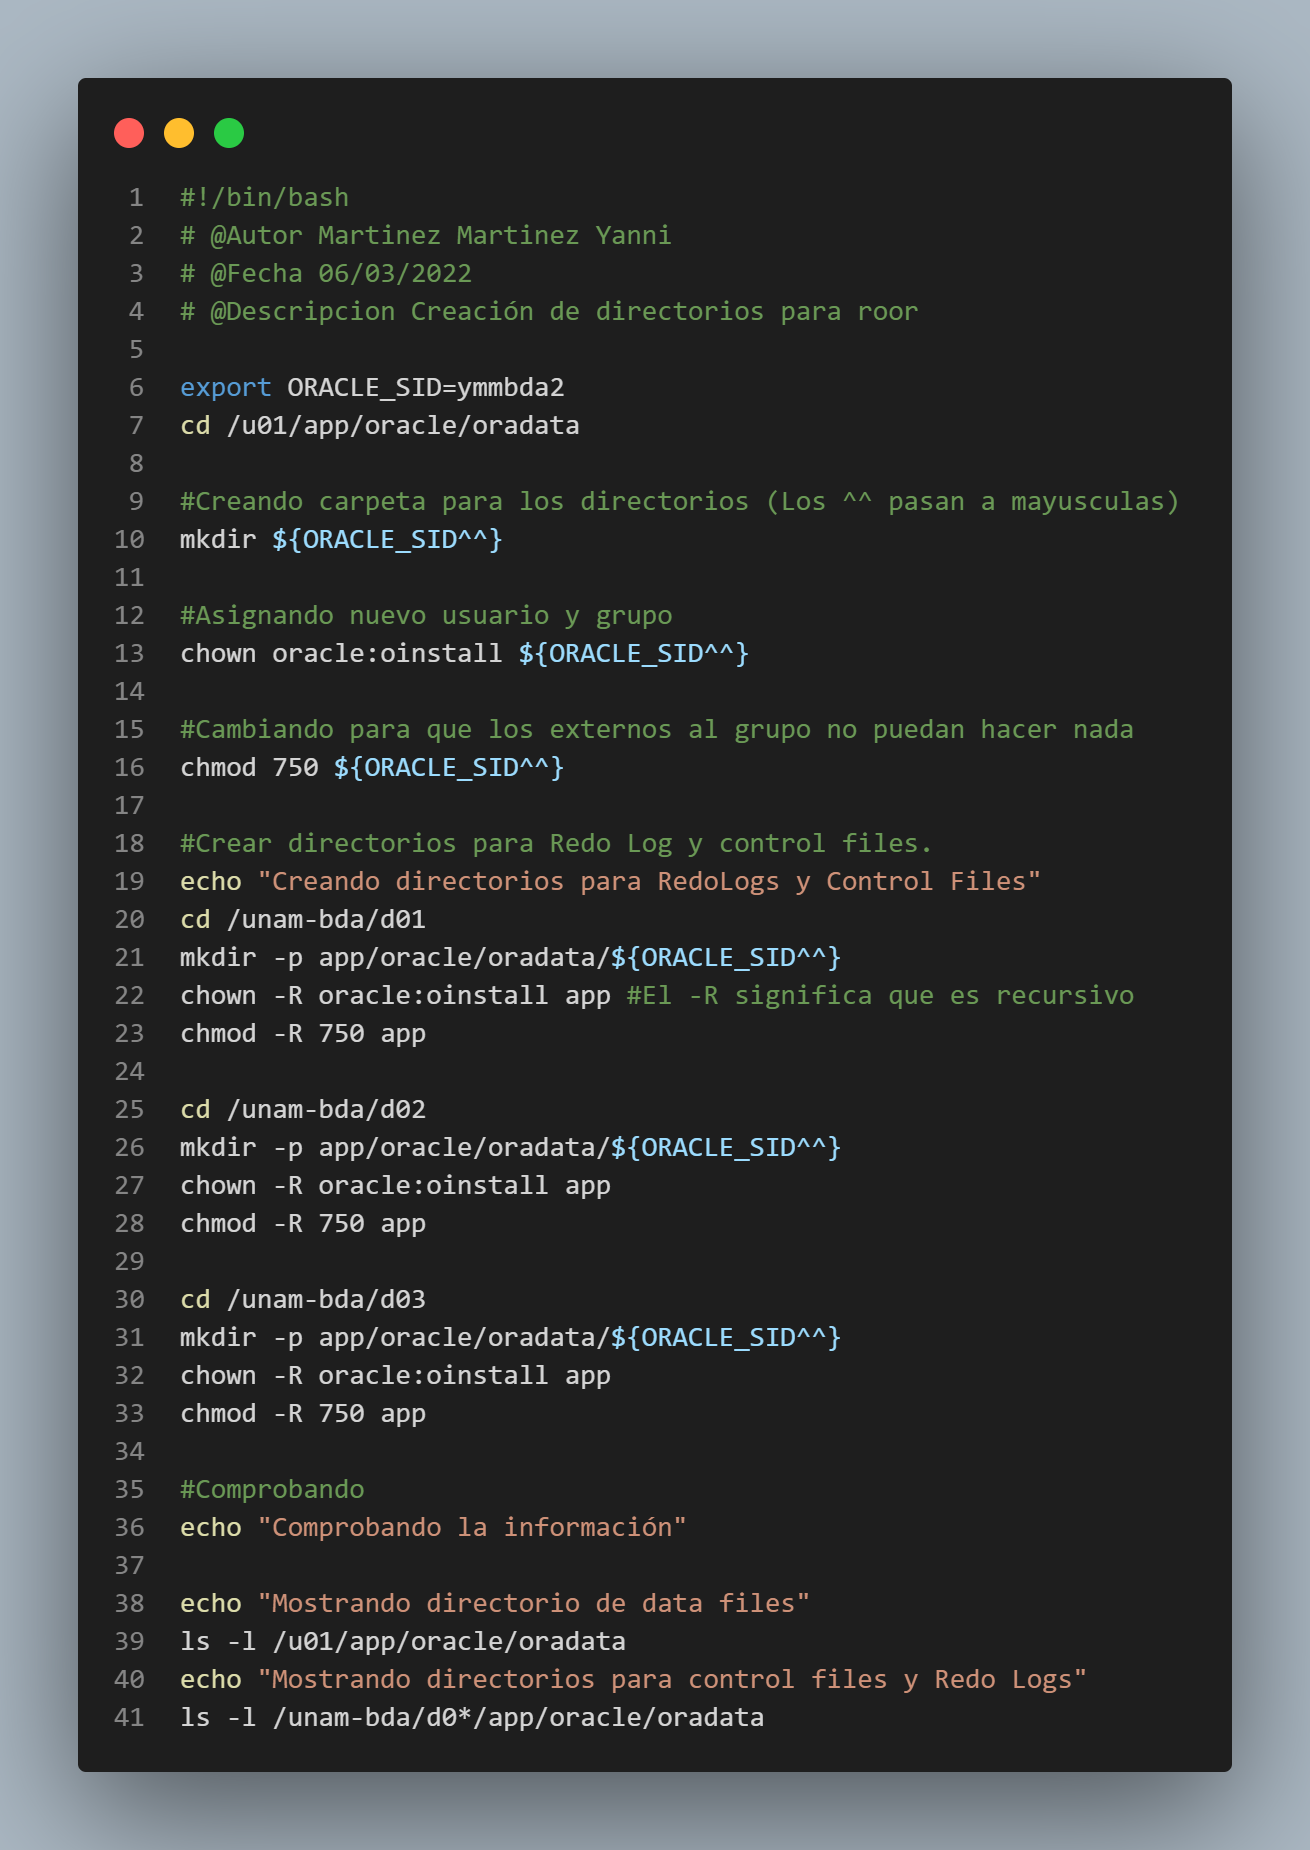 1 #!/bin/bash
2 # @Autor Martinez Martinez Yanni
3 # @Fecha 06/03/2022
4 # @Descripcion Creación de directorios para roor
5
6 export ORACLE_SID=ymmbda2
7 cd /u01/app/oracle/oradata
8
9 #Creando carpeta para los directorios (Los ^^ pasan a mayusculas)
10 mkdir ${ORACLE_SID^^}
11
12 #Asignando nuevo usuario y grupo
13 chown oracle:oinstall ${ORACLE_SID^^}
14
15 #Cambiando para que los externos al grupo no puedan hacer nada
16 chmod 750 ${ORACLE_SID^^}
17
18 #Crear directorios para Redo Log y control files.
19 echo "Creando directorios para RedoLogs y Control Files"
20 cd /unam-bda/d01
21 mkdir -p app/oracle/oradata/${ORACLE_SID^^}
22 chown -R oracle:oinstall app #El -R significa que es recursivo
23 chmod -R 750 app
24
25 cd /unam-bda/d02
26 mkdir -p app/oracle/oradata/${ORACLE_SID^^}
27 chown -R oracle:oinstall app
28 chmod -R 750 app
29
30 cd /unam-bda/d03
31 mkdir -p app/oracle/oradata/${ORACLE_SID^^}
32 chown -R oracle:oinstall app
33 chmod -R 750 app
34
35 #Comprobando
36 echo "Comprobando la información"
37
38 echo "Mostrando directorio de data files"
39 ls -l /u01/app/oracle/oradata
40 echo "Mostrando directorios para control files y Redo Logs"
41 ls -l /unam-bda/d0*/app/oracle/oradata